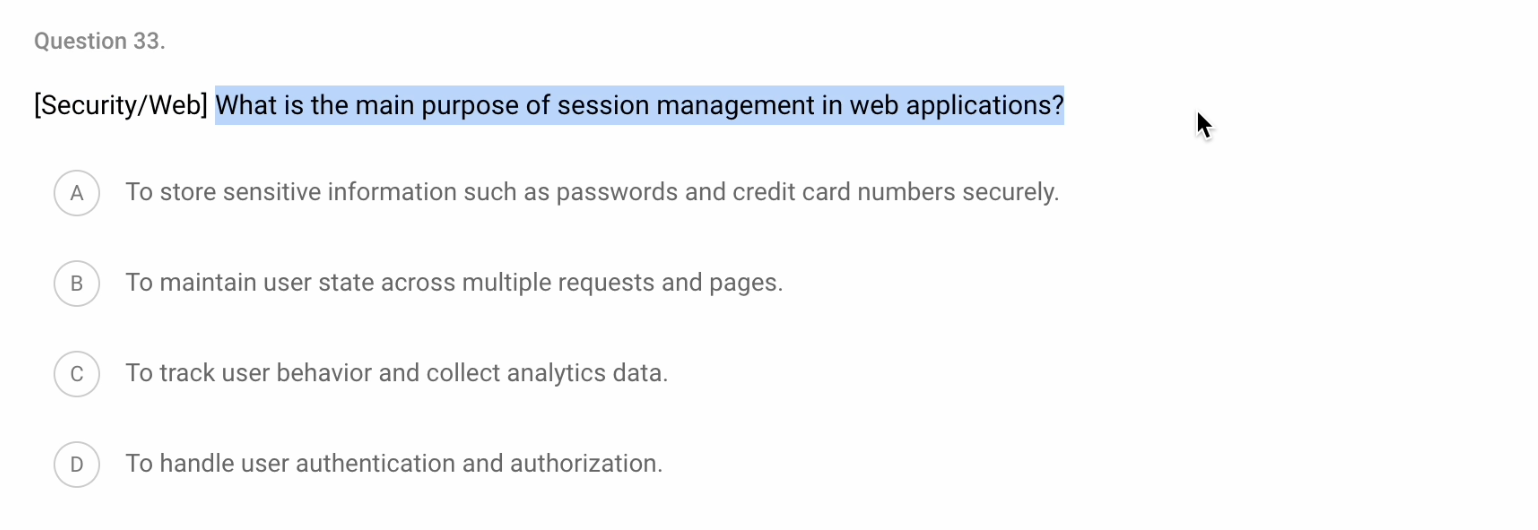 Question 33.
[Security/Web] What is the main purpose of session management in web applications?
A To store sensitive information such as passwords and credit card numbers securely.
B To maintain user state across multiple requests and pages.
C To track user behavior and collect analytics data.
D To handle user authentication and authorization.